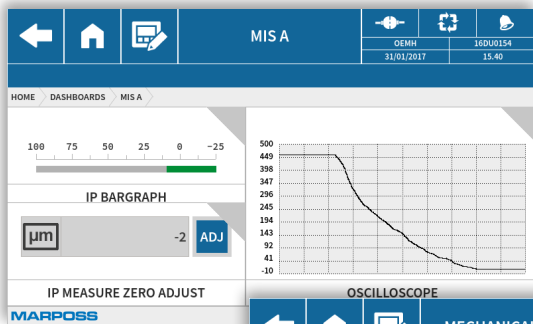 MIS A
OEMH
16DU0154
31/01/2017
15.40
HOME
DASHBOARDS
MIS A
100 75 50 25 0 -25
IP BARGRAPH
µm
-2
ADJ
IP MEASURE ZERO ADJUST
500
449
398
347
296
245
194
143
92
41
-10
OSCILLOSCOPE
MARPOSS
MECHANICAL